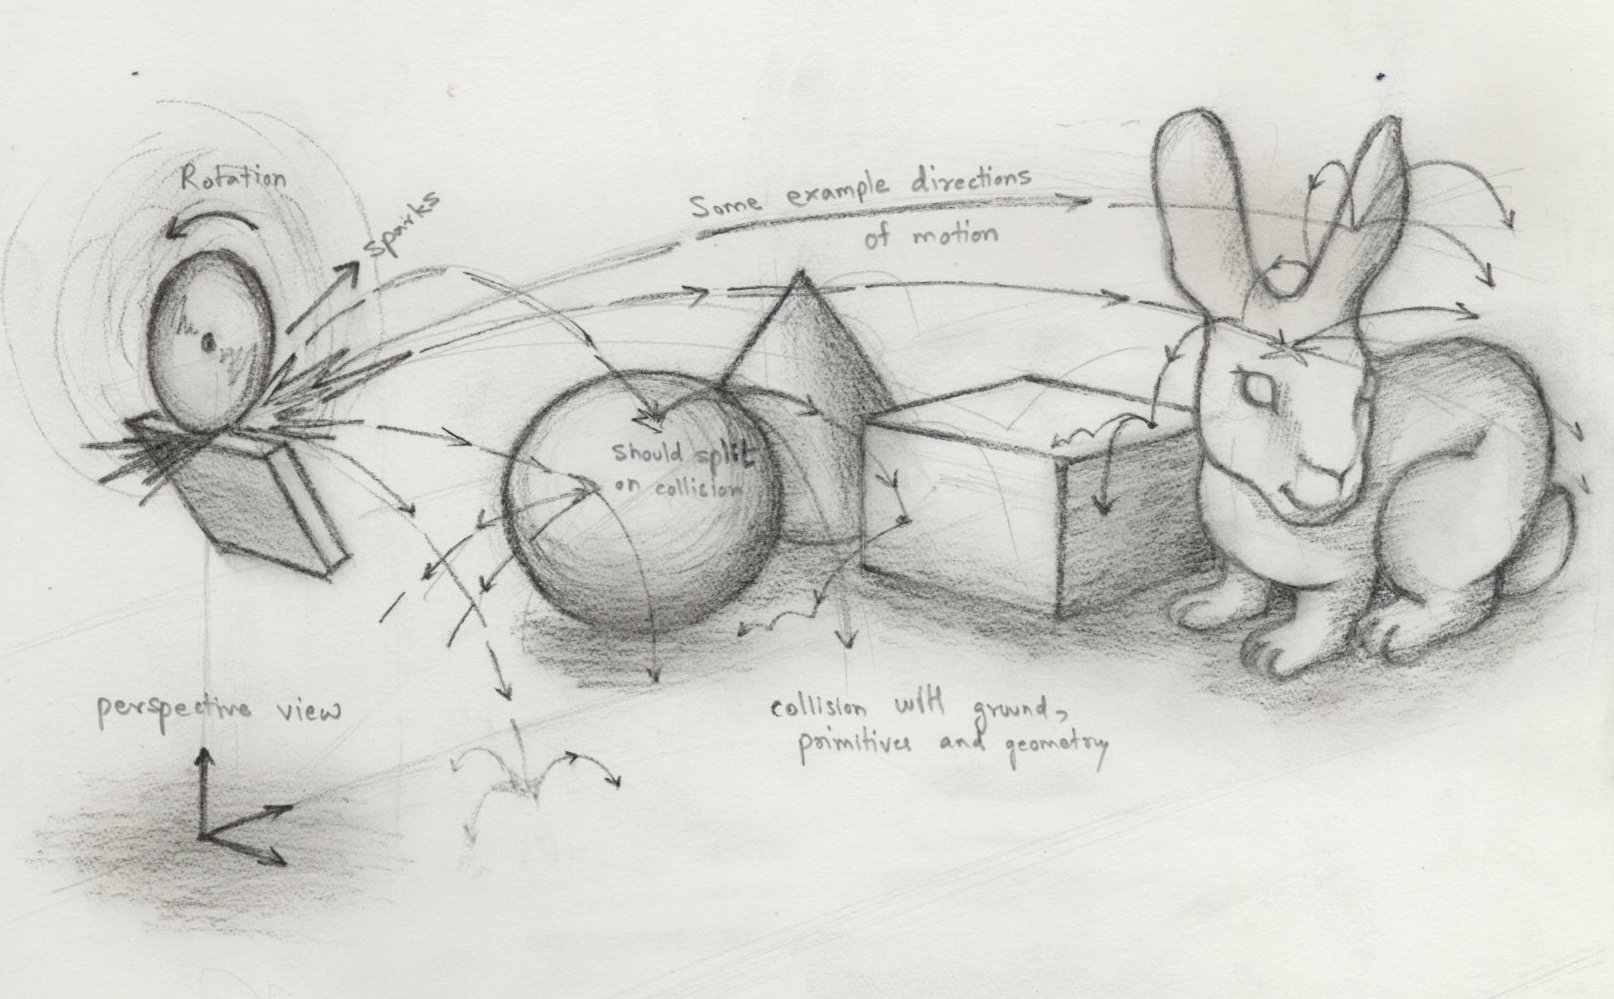 Rotation
sparks
Some example directions
of motion
should split
on collision
perspective view
collision with ground,
primitives and geometry